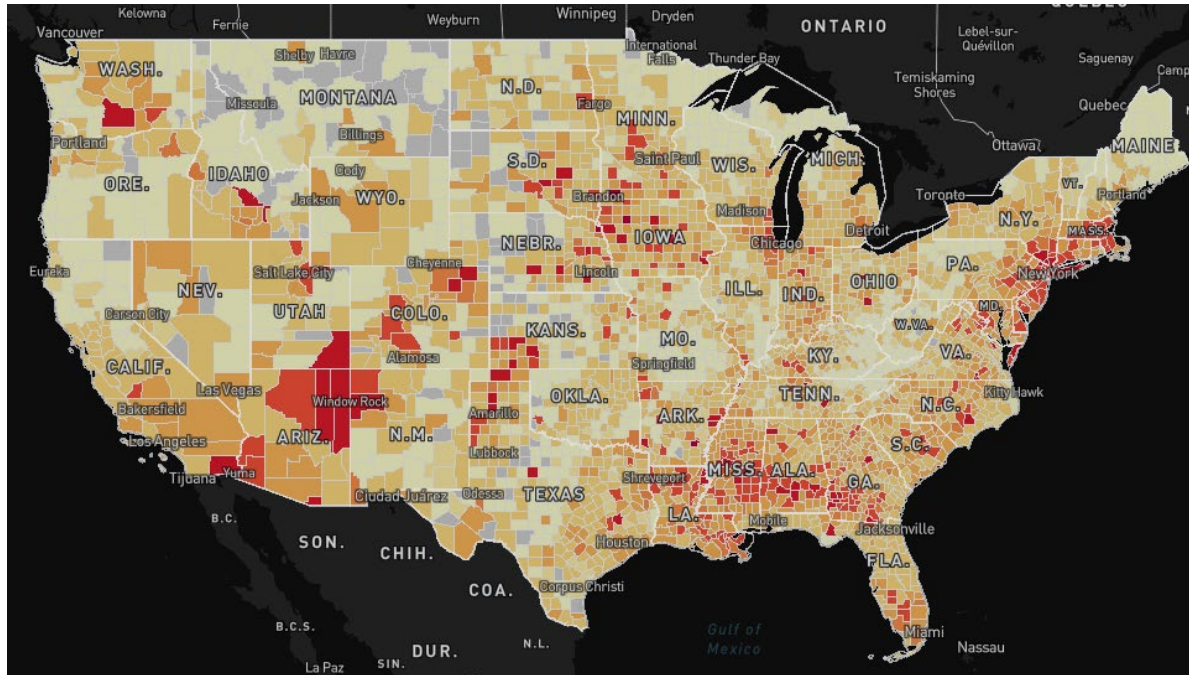 QUÉBEC
Kelowna
Fernie
Weyburn
Winnipeg
Dryden
ONTARIO
Lebel-sur-
Quévillon
Saguenay
Vancouver
International
Falls
Thunder Bay
Temiskaming
Shores
Camp
Quebec
WASH.
Shelby
Havre
MONTANA
N.D.
Fargo
MINN.
Missoula
Billings
Portland
Ottawa
MAINE
ORE.
IDAHO
Cody
Jackson
WYO.
S.D.
Brandon
Saint Paul
WIS.
MICH.
Toronto
VT.
Portland
N.Y.
MASS.
Madison
Detroit
Chicago
Eureka
NEV.
Salt Lake City
Cheyenne
NEBR.
Lincoln
IOWA
PA.
New York
Carson City
UTAH
COLO.
ILL.
IND.
OHIO
MD.
W.VA.
CALIF.
Alamosa
KANS.
MO.
KY.
VA.
Las Vegas
Window Rock
Springfield
Kitty Hawk
Bakersfield
Los Angeles
ARIZ.
N.M.
Amarillo
OKLA.
ARK.
TENN.
N.C.
Lubbock
S.C.
Tijuana
Yuma
Ciudad Juárez
Odessa
TEXAS
Shreveport
MISS.
ALA.
GA.
B.C.
SON.
CHIH.
LA.
Mobile
Jacksonville
Houston
FLA.
COA.
Corpus Christi
B.C.S.
DUR.
N.L.
Gulf of
Mexico
Miami
Nassau
La Paz
SIN.